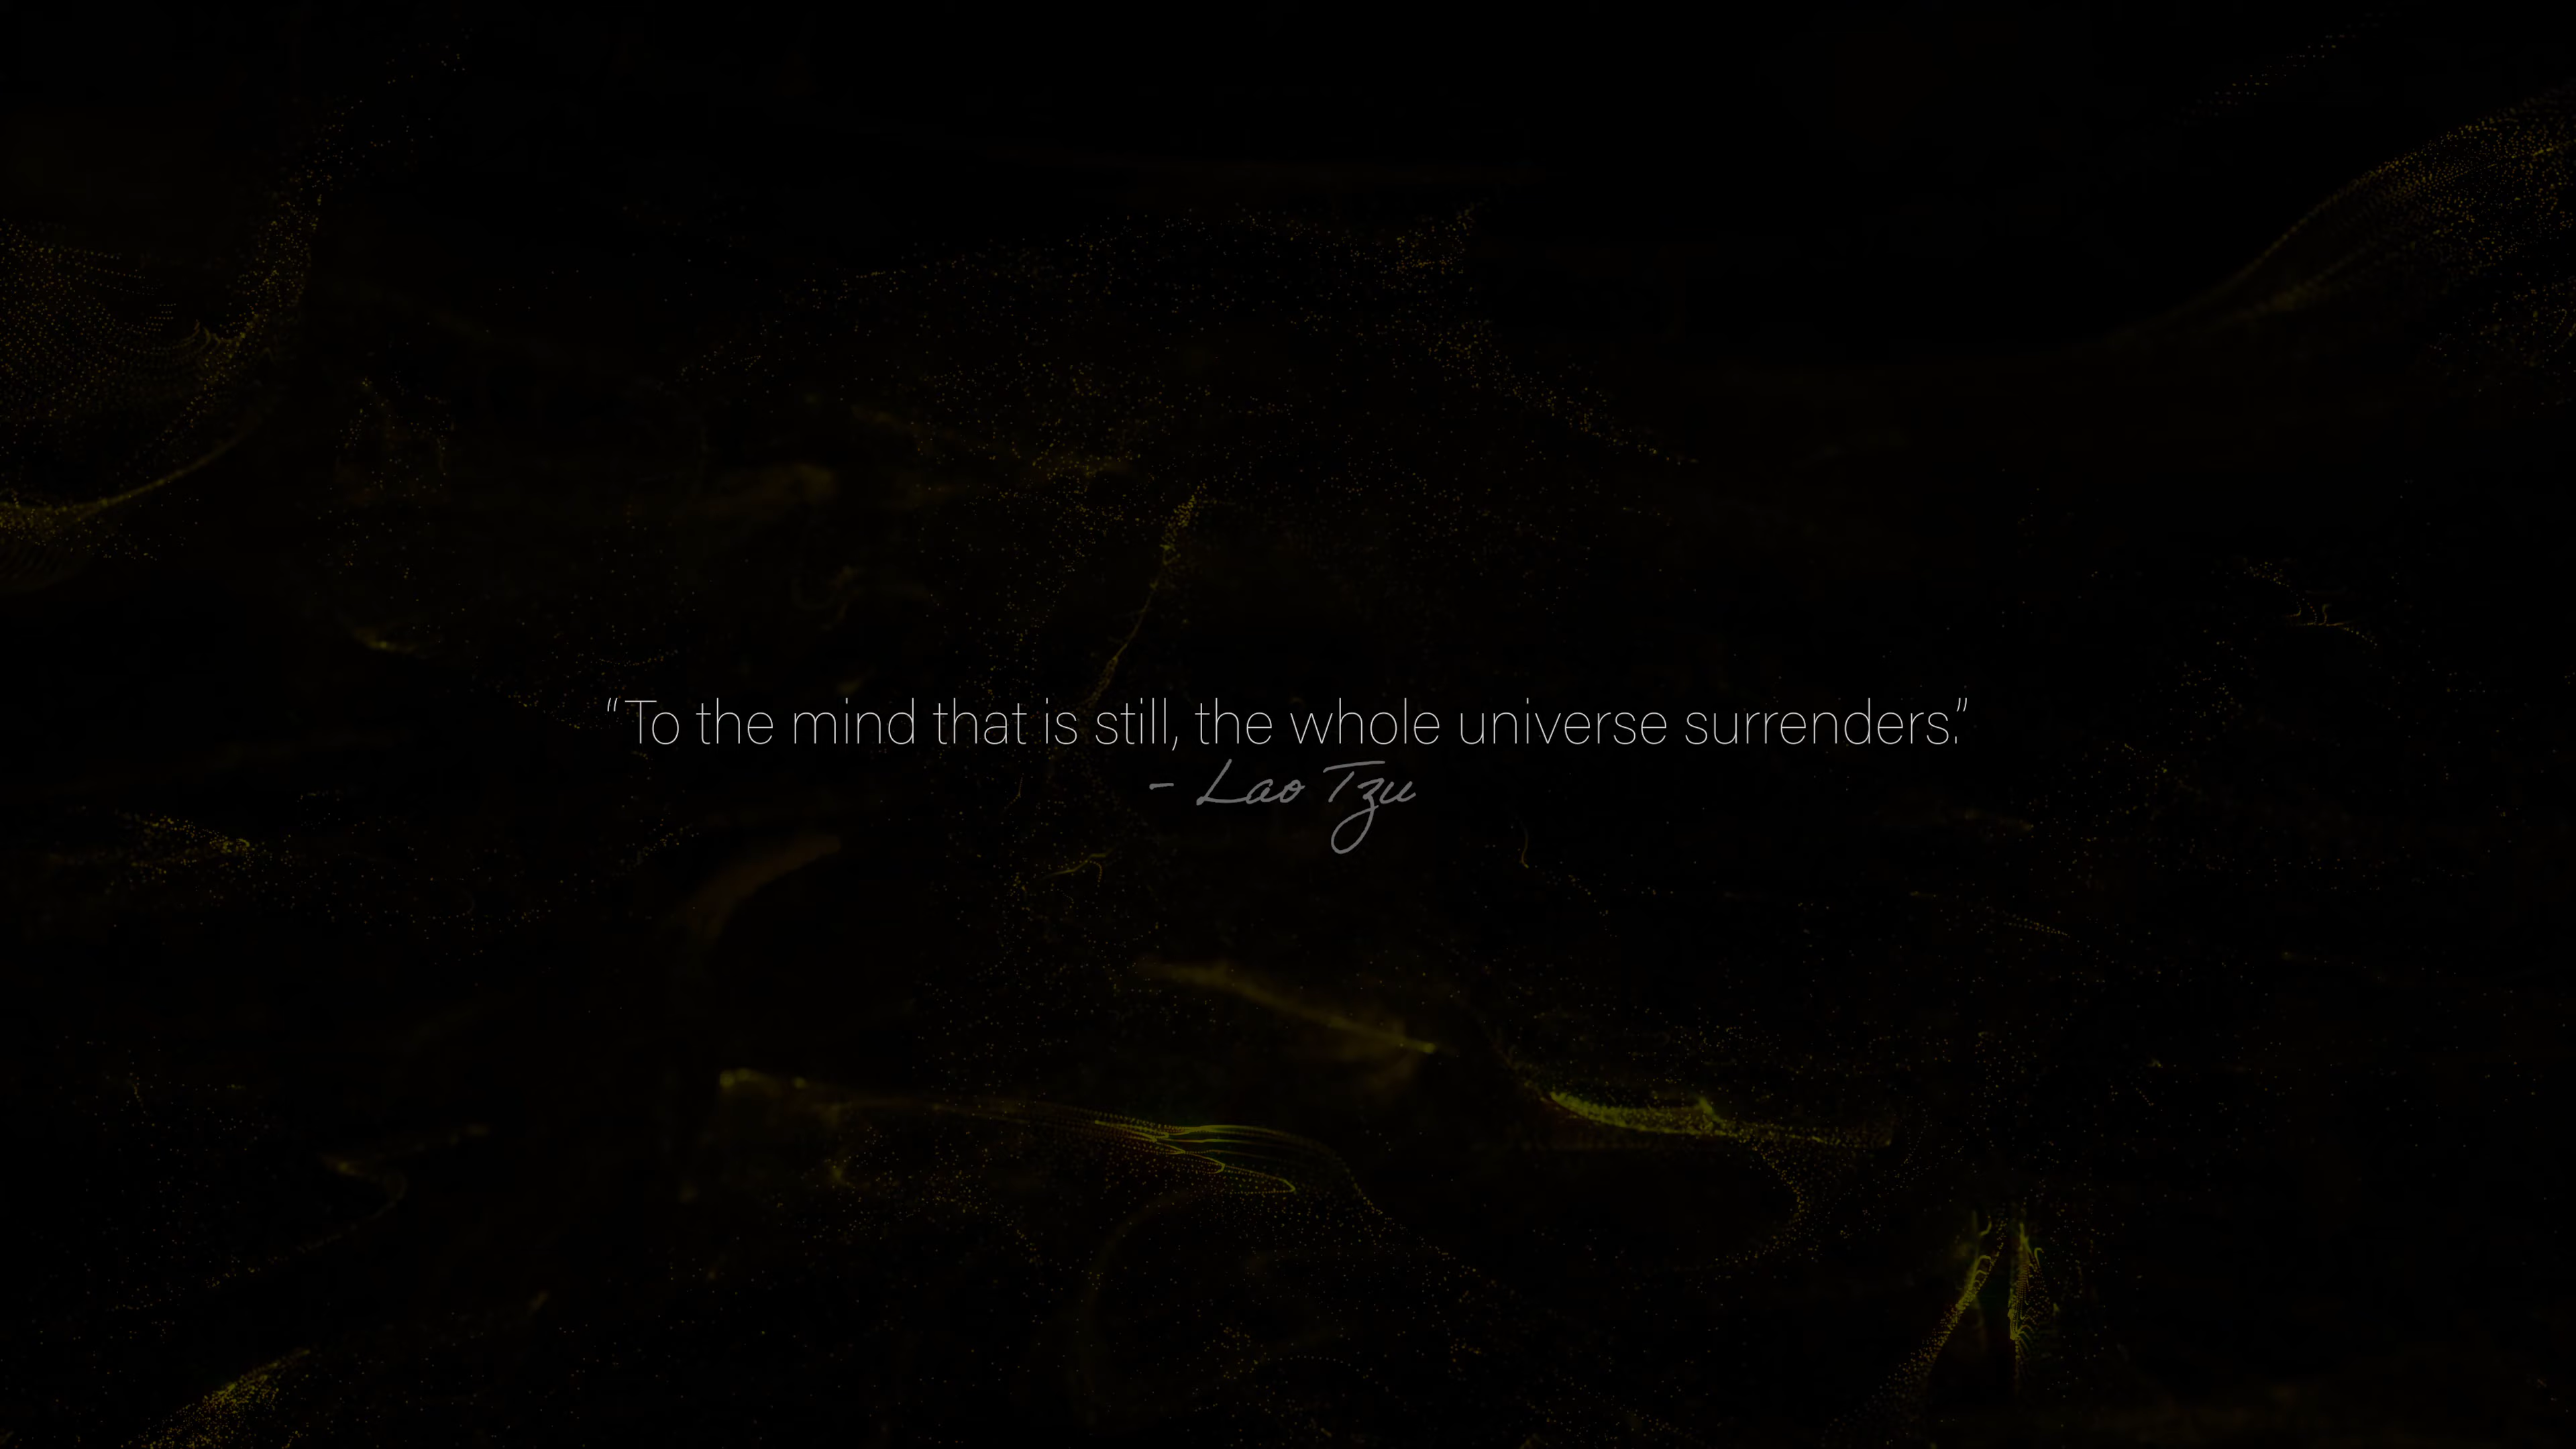 “To the mind that is still, the whole universe surrenders.”
- Lao Tzu